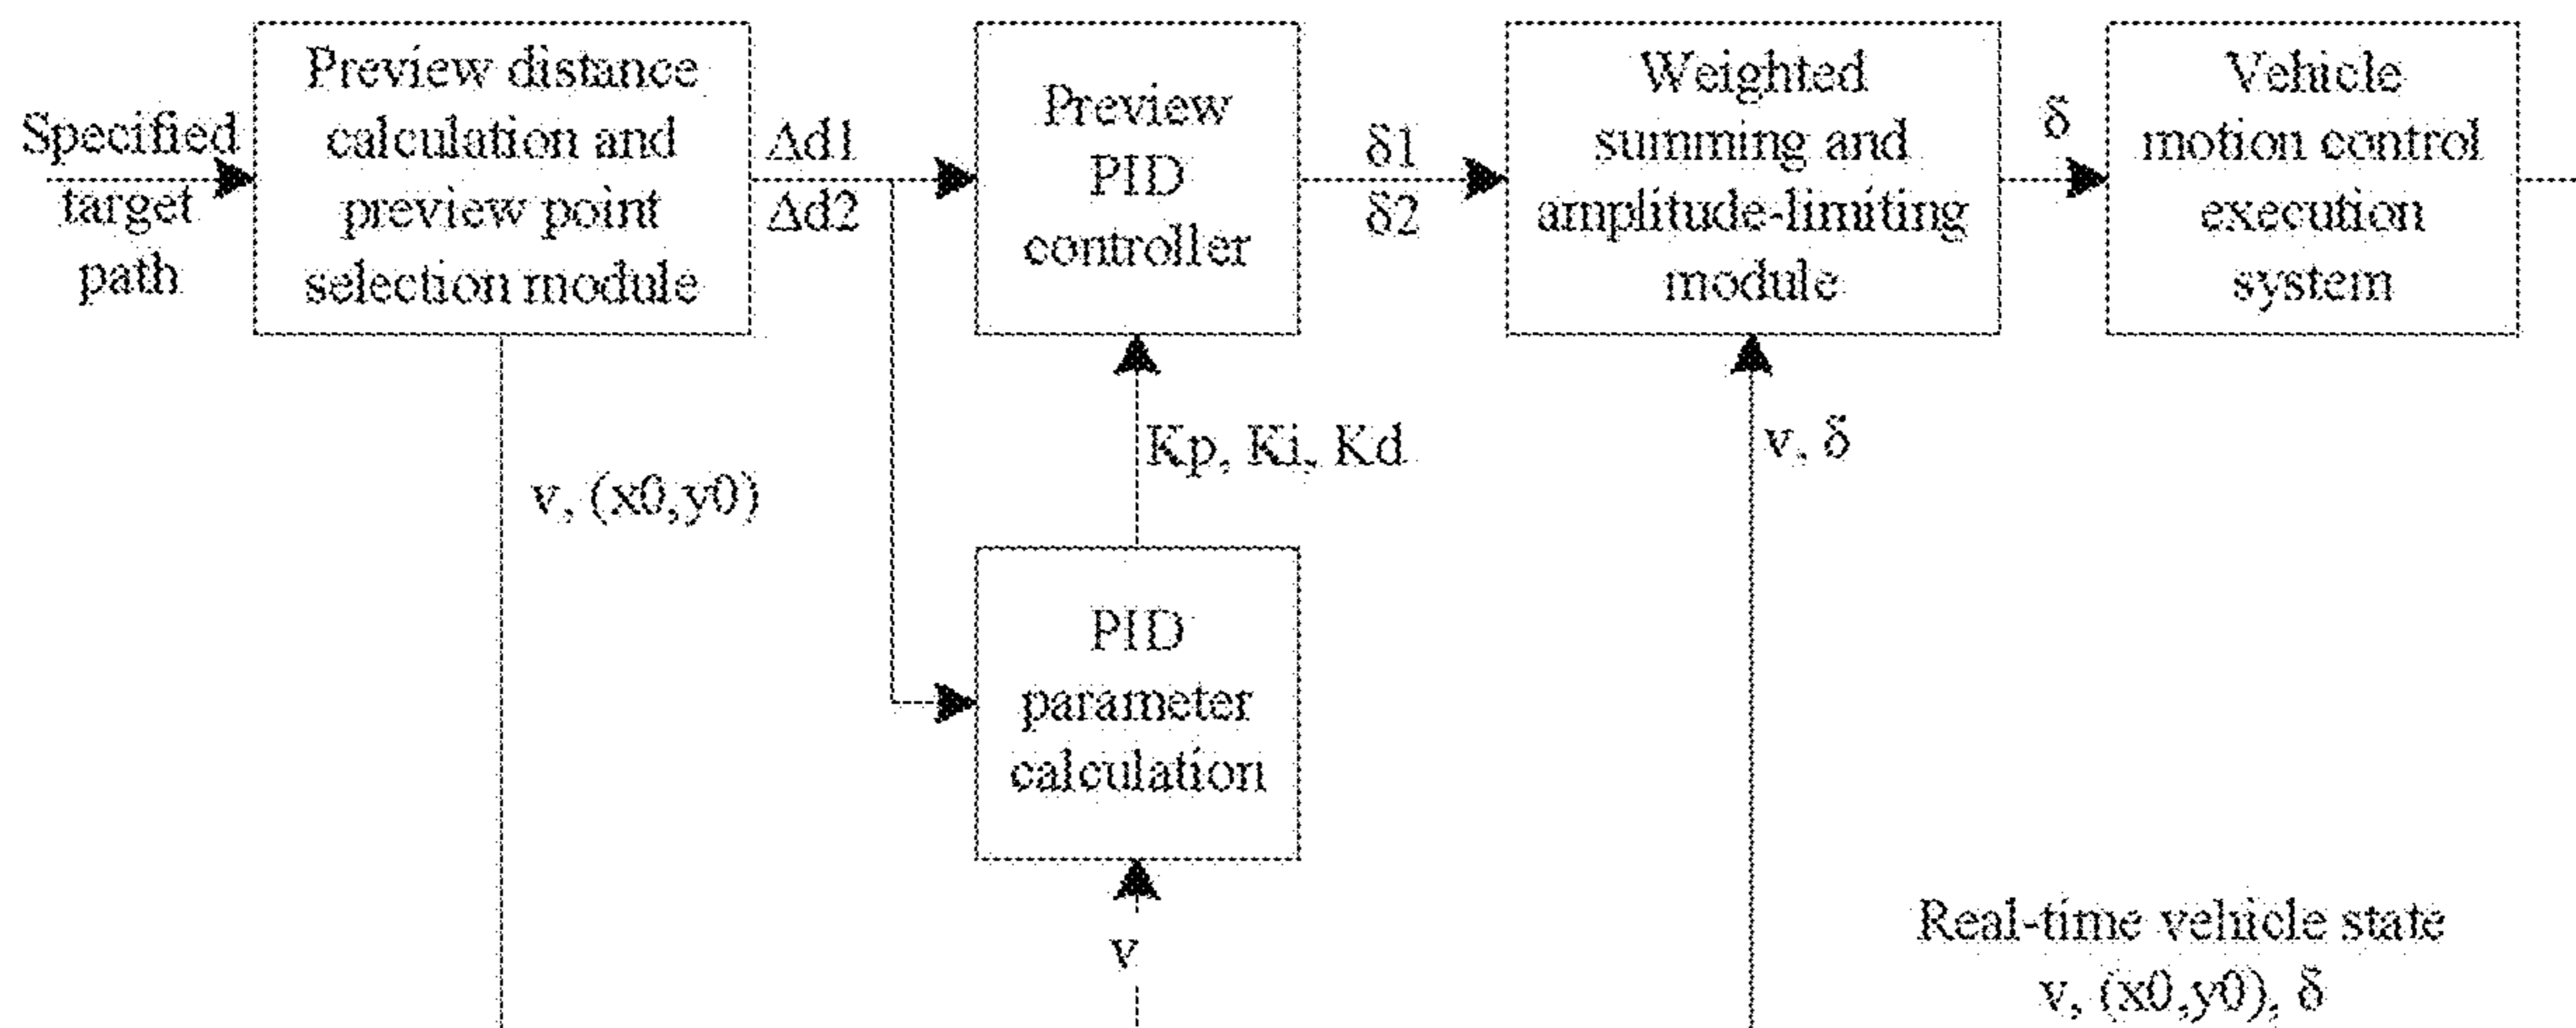 Specified
target
path
Preview distance
calculation and
preview point
selection module
Δd1
Δd2
Preview
PID
controller
δ1
δ2
Weighted
summing and
amplitude-limiting
module
δ
Vehicle
motion control
execution
system
v, (x0,y0)
Kp, Ki, Kd
v, δ
PID
parameter
calculation
v
Real-time vehicle state
v, (x0,y0), δ